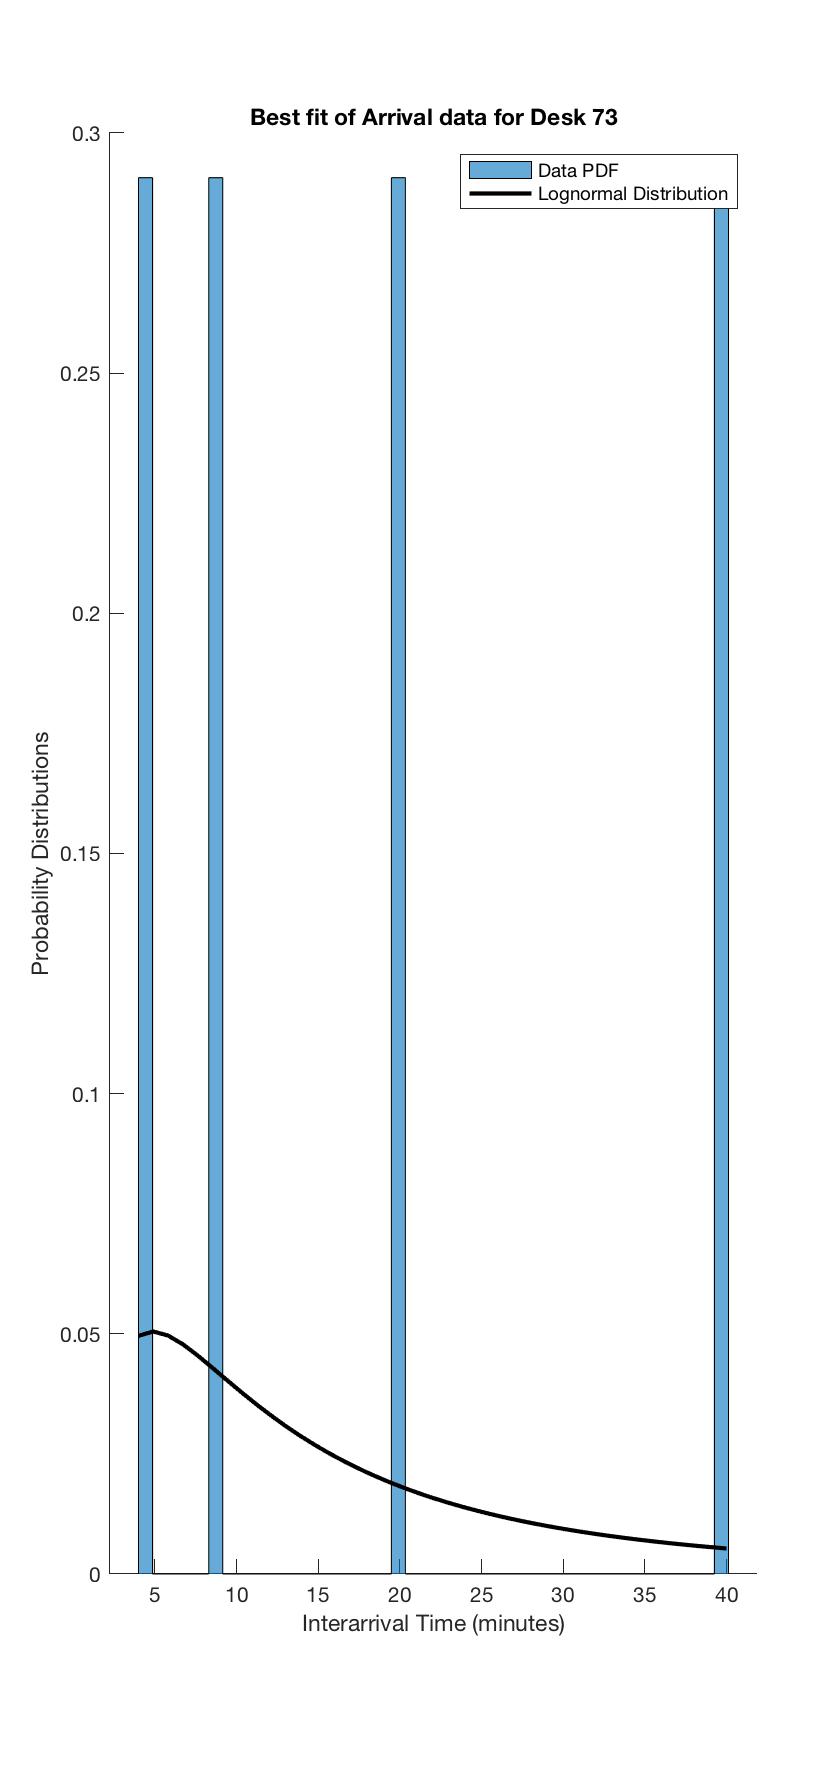 Best fit of Arrival data for Desk 73
Data PDF
Lognormal Distribution
0.3
0.25
0.2
0.15
0.1
0.05
0
Probability Distributions
5 10 15 20 25 30 35 40
Interarrival Time (minutes)